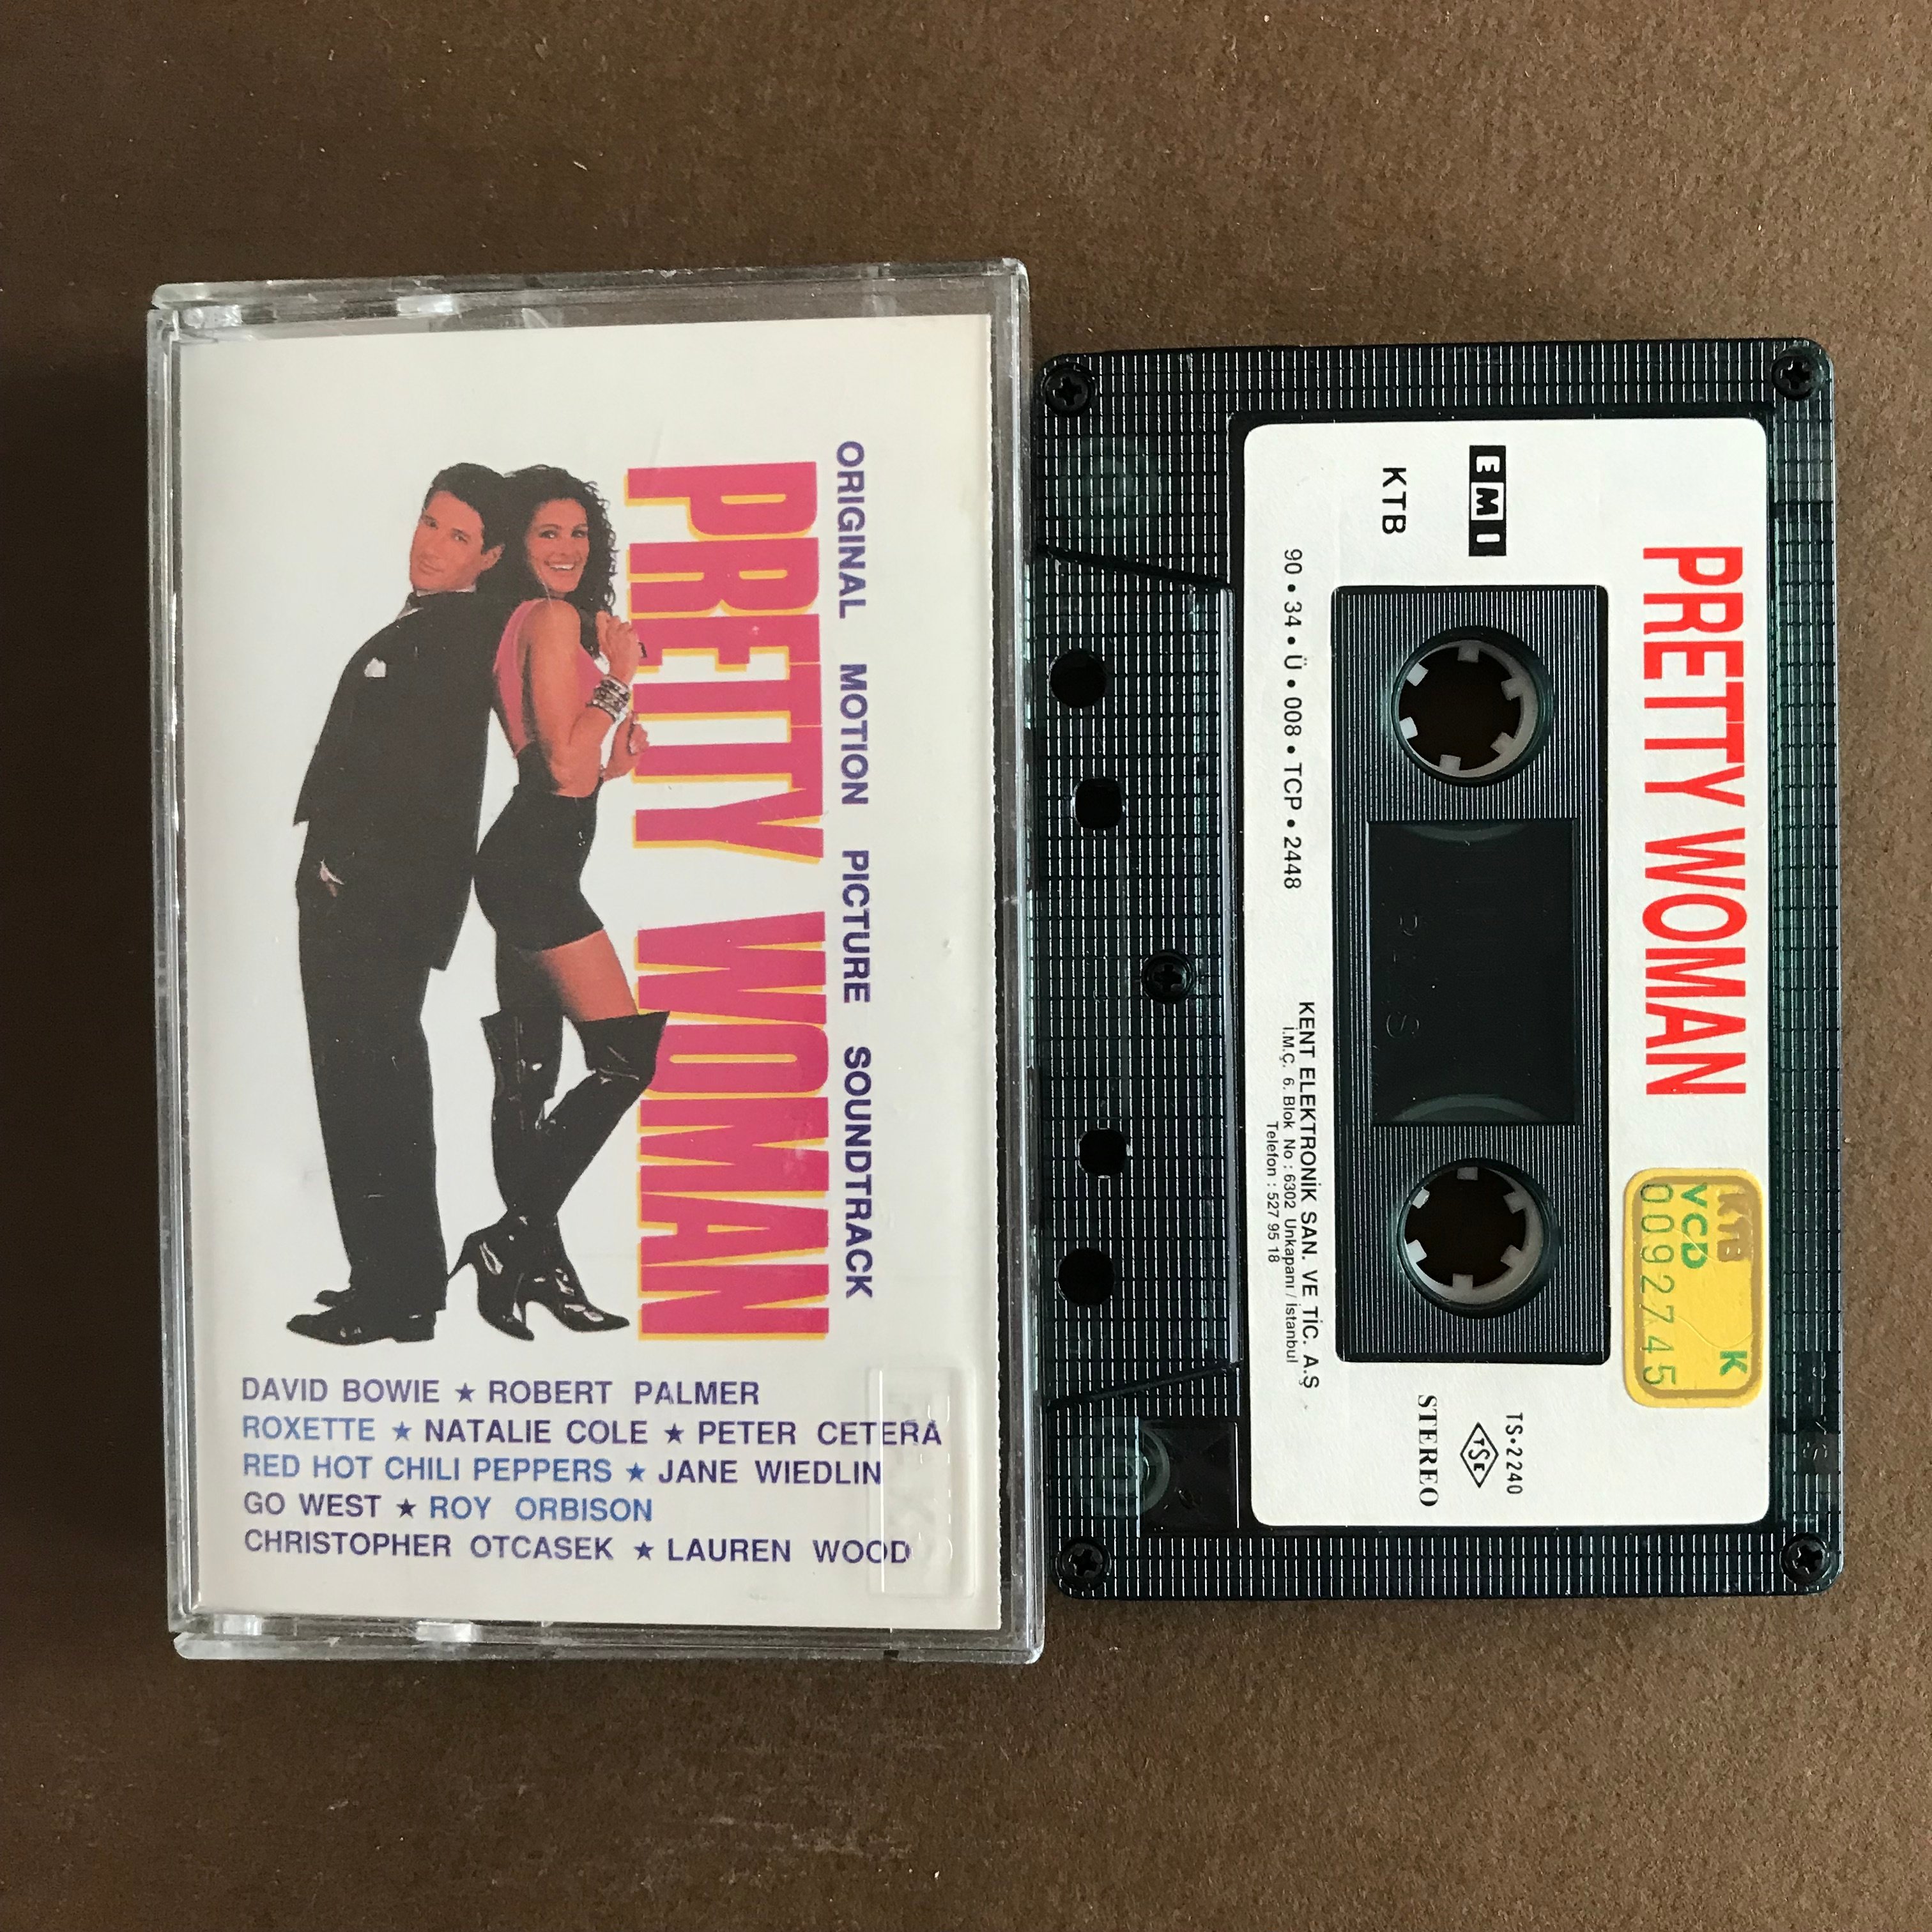 ORIGINAL MOTION PICTURE SOUNDTRACK
PRETTY WOMAN
DAVID BOWIE ★ ROBERT PALMER
ROXETTE ★ NATALIE COLE ★ PETER CETERA
RED HOT CHILI PEPPERS ★ JANE WIEDLIN
GO WEST ★ ROY ORBISON
CHRISTOPHER OTCASEK ★ LAUREN WOOD
PRETTY WOMAN
KTB
VCD K
0092745
EMI
KTB
TS•2240
TSE
STEREO
90 • 34 • Ü • 008 • TCP • 2448
KENT ELEKTRONİK SAN. VE TİC. A.Ş
İ.M.Ç. 6. Blok No : 6302 Unkapanı / İstanbul
Telefon : 527 95 18